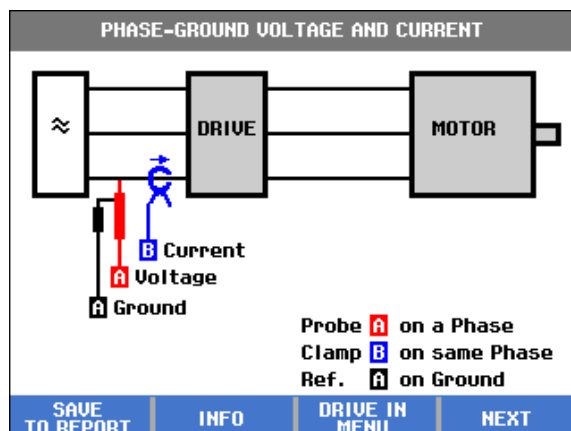 PHASE-GROUND VOLTAGE AND CURRENT
≈
DRIVE
MOTOR
B Current
A Voltage
A Ground
Probe A on a Phase
Clamp B on same Phase
Ref. A on Ground
SAVE
TO REPORT
INFO
DRIVE IN
MENU
NEXT